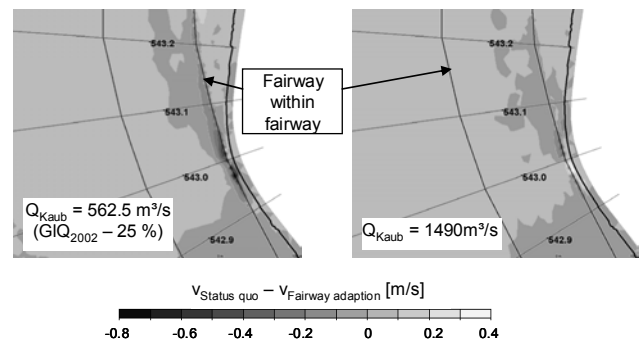 543.2
543.1
543.0
542.9
Q_Kaub = 562.5 m³/s
(GlQ_2002 – 25 %)
Fairway
within
fairway
543.2
543.1
543.0
542.9
Q_Kaub = 1490m³/s
v_Status quo – v_Fairway adaption [m/s]
-0.8 -0.6 -0.4 -0.2 0 0.2 0.4